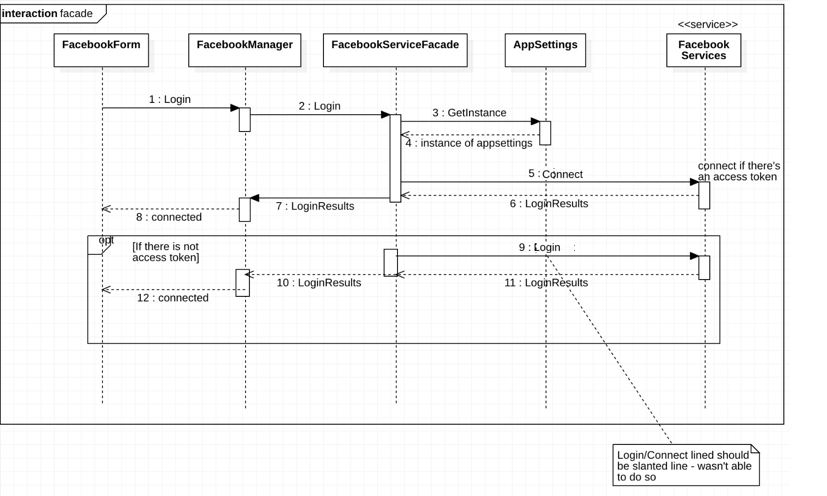 interaction facade
<<service>>
FacebookForm
FacebookManager
FacebookServiceFacade
AppSettings
Facebook
Services
1 : Login
2 : Login
3 : GetInstance
4 : instance of appsettings
connect if there's
an access token
5 : Connect
6 : LoginResults
7 : LoginResults
8 : connected
opt
[If there is not
access token]
9 : Login
10 : LoginResults
11 : LoginResults
12 : connected
Login/Connect lined should
be slanted line - wasn't able
to do so